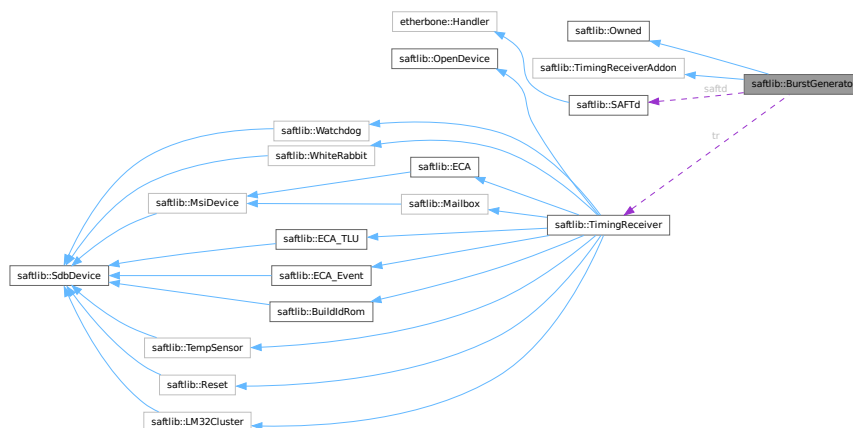 etherbone::Handler
saftlib::Owned
saftlib::OpenDevice
saftlib::TimingReceiverAddon
saftlib::BurstGenerator
saftd
saftlib::SAFTd
saftlib::Watchdog
tr
saftlib::WhiteRabbit
saftlib::ECA
saftlib::MsiDevice
saftlib::Mailbox
saftlib::TimingReceiver
saftlib::ECA_TLU
saftlib::SdbDevice
saftlib::ECA_Event
saftlib::BuildIdRom
saftlib::TempSensor
saftlib::Reset
saftlib::LM32Cluster